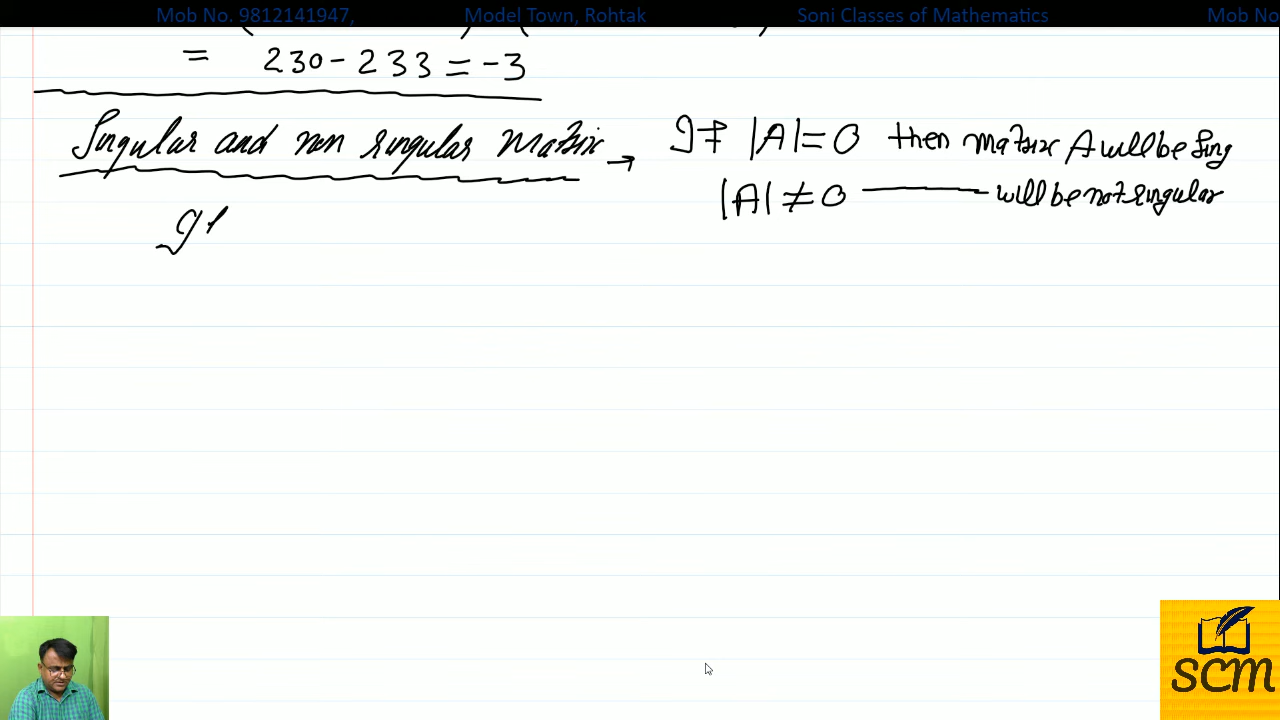 Mob No. 9812141947, Model Town, Rohtak Soni Classes of Mathematics Mob No
= 230 - 233 = -3
Singular and non singular Matrix → If |A| = 0 then matrix A will be Sing
|A| ≠ 0 ——— will be not singular
If
SCM